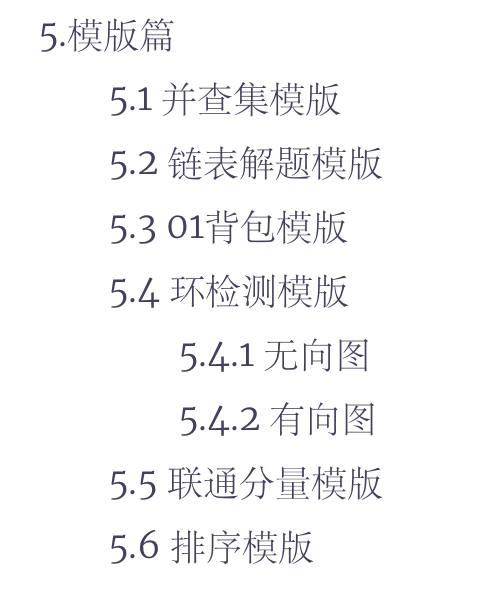 5.模版篇
5.1 并查集模版
5.2 链表解题模版
5.3 01背包模版
5.4 环检测模版
5.4.1 无向图
5.4.2 有向图
5.5 联通分量模版
5.6 排序模版